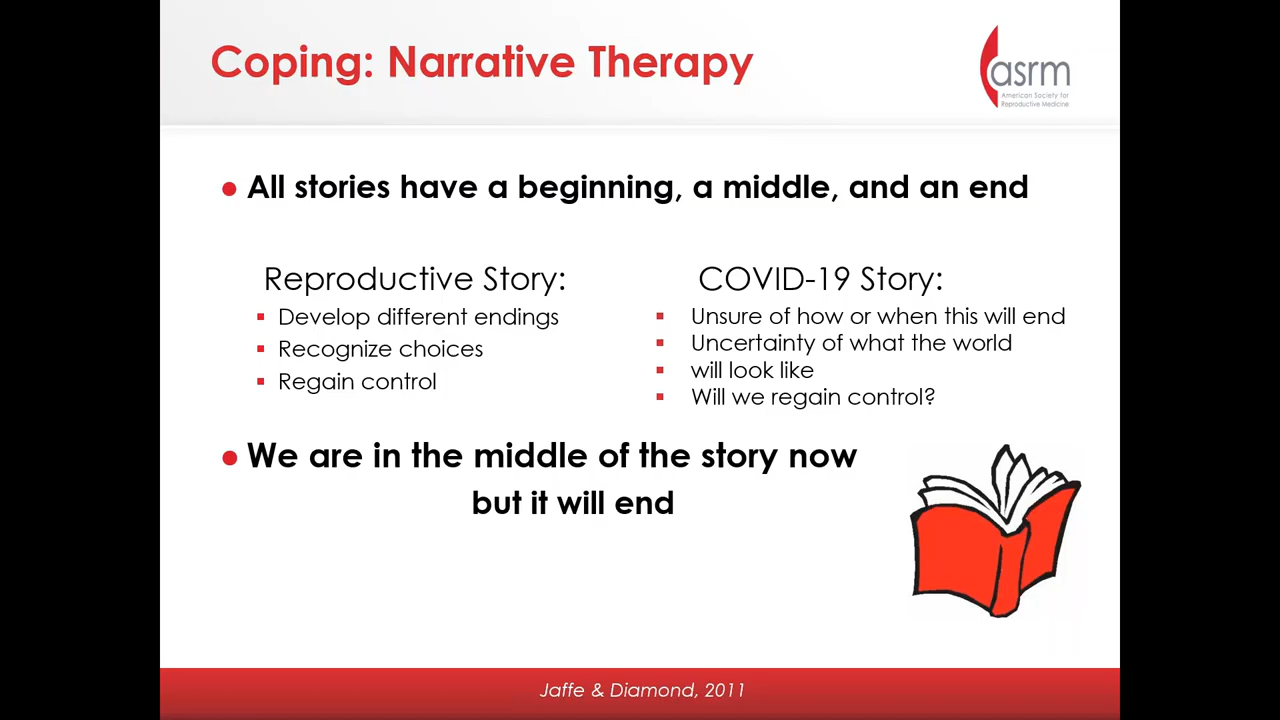 Coping: Narrative Therapy
asrm
American Society for
Reproductive Medicine
● All stories have a beginning, a middle, and an end
Reproductive Story:
▪ Develop different endings
▪ Recognize choices
▪ Regain control
COVID-19 Story:
▪ Unsure of how or when this will end
▪ Uncertainty of what the world
▪ will look like
▪ Will we regain control?
● We are in the middle of the story now
but it will end
Jaffe & Diamond, 2011